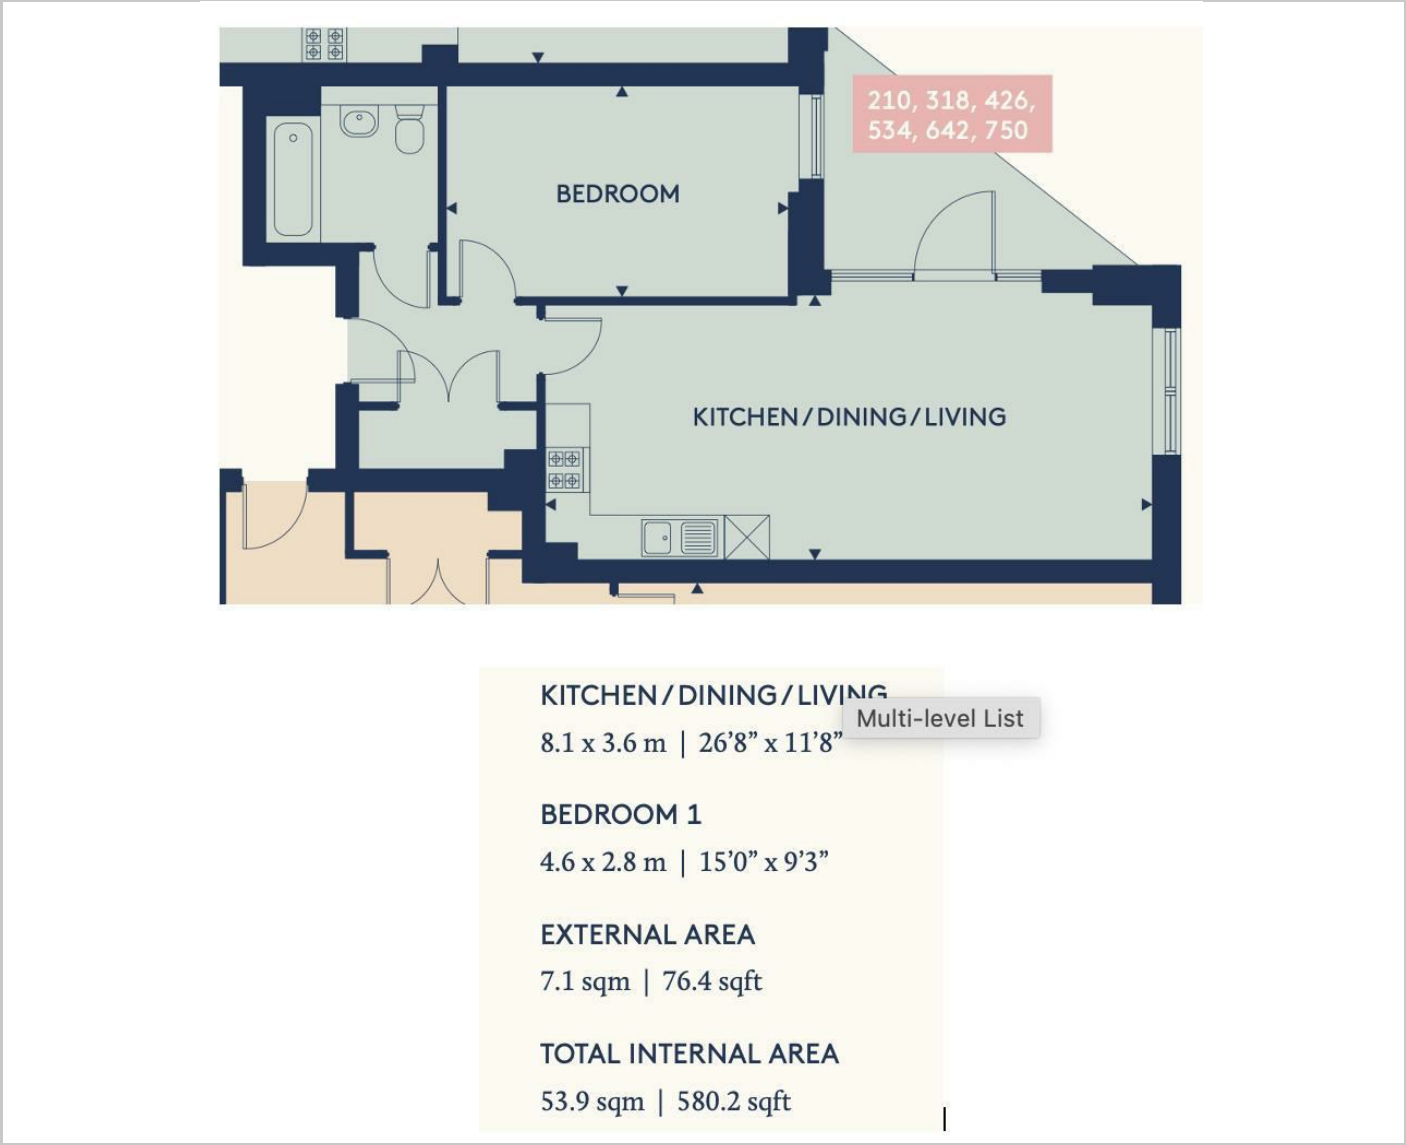 210, 318, 426,
534, 642, 750
BEDROOM
KITCHEN/DINING/LIVING
KITCHEN/DINING/LIVING
Multi-level List
8.1 x 3.6 m | 26’8” x 11’8”
BEDROOM 1
4.6 x 2.8 m | 15’0” x 9’3”
EXTERNAL AREA
7.1 sqm | 76.4 sqft
TOTAL INTERNAL AREA
53.9 sqm | 580.2 sqft